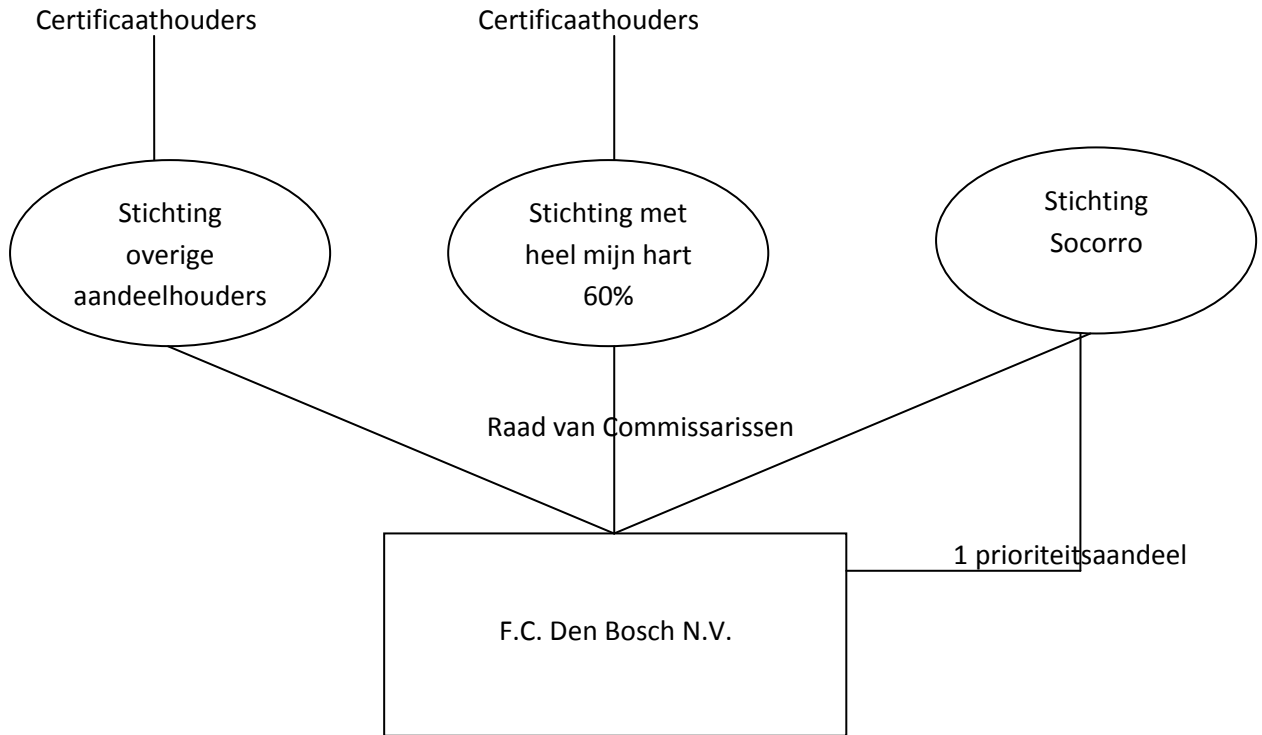 Certificaathouders
Certificaathouders
Stichting
overige
aandeelhouders
Stichting met
heel mijn hart
60%
Stichting
Socorro
Raad van Commissarissen
1 prioriteitsaandeel
F.C. Den Bosch N.V.